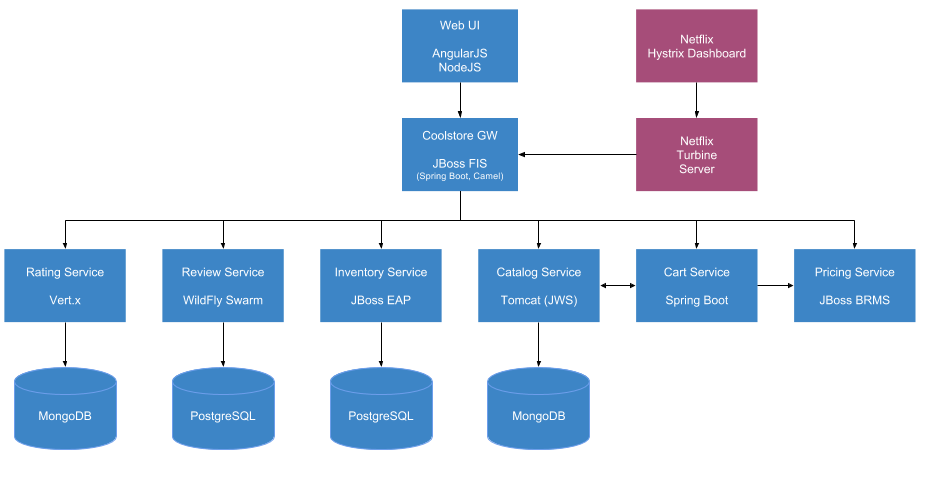 Web UI
AngularJS
NodeJS
Netflix
Hystrix Dashboard
Coolstore GW
JBoss FIS
(Spring Boot, Camel)
Netflix
Turbine
Server
Rating Service
Vert.x
Review Service
WildFly Swarm
Inventory Service
JBoss EAP
Catalog Service
Tomcat (JWS)
Cart Service
Spring Boot
Pricing Service
JBoss BRMS
MongoDB
PostgreSQL
PostgreSQL
MongoDB